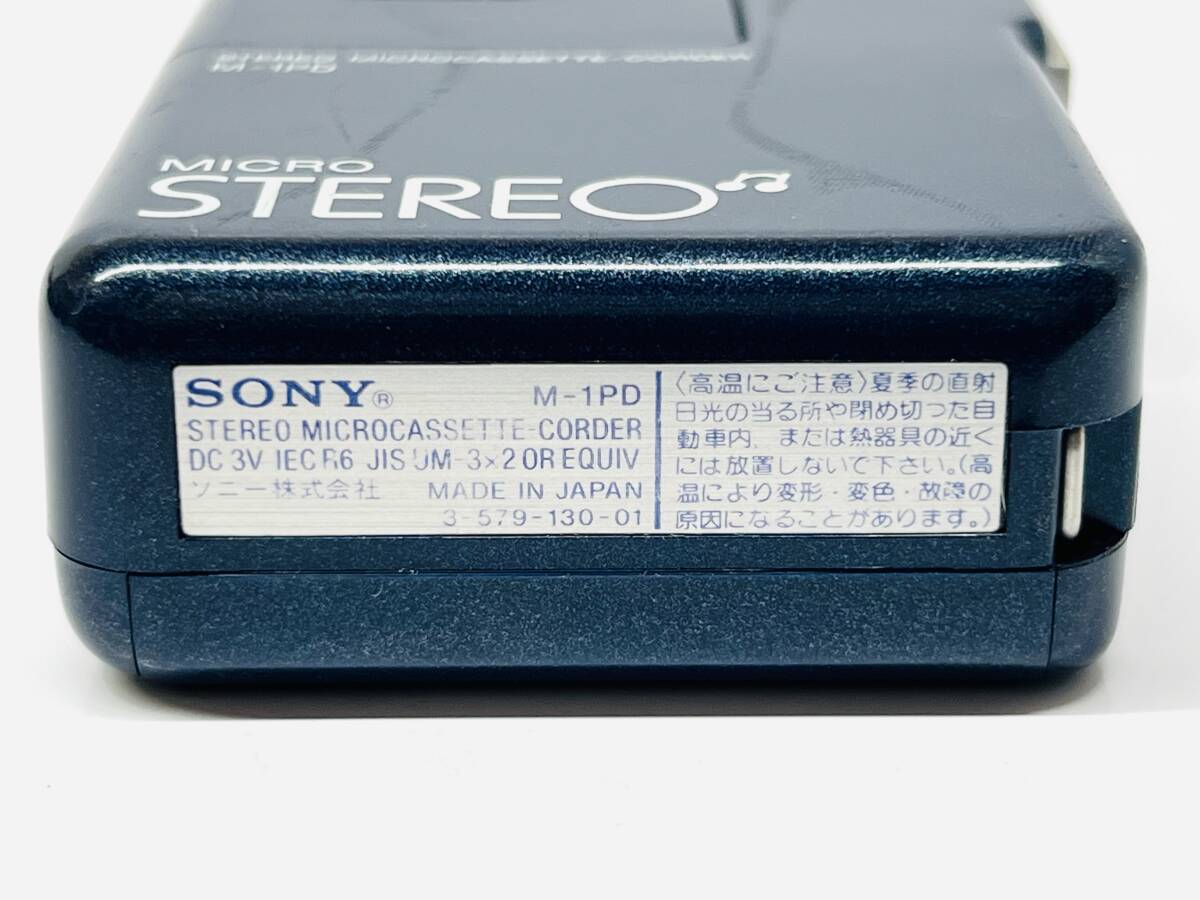 STEREO MICROCASSETTE-CORDER
M-1PD
MICRO
STEREO
SONY® M-1PD
STEREO MICROCASSETTE-CORDER
DC 3V IEC R6 JIS UM-3×2 OR EQUIV
ソニー株式会社 MADE IN JAPAN
3-579-130-01
〈高温にご注意〉夏季の直射
日光の当る所や閉め切った自
動車内、または熱器具の近く
には放置しないで下さい。(高
温により変形・変色・故障の
原因になることがあります。)